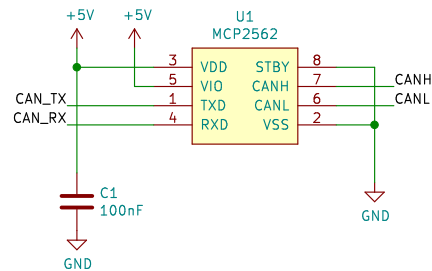 +5V +5V U1
MCP2562
3 VDD STBY 8
5 VIO CANH 7 CANH
CAN_TX 1 TXD CANL 6 CANL
CAN_RX 4 RXD VSS 2
C1
100nF
GND
GND